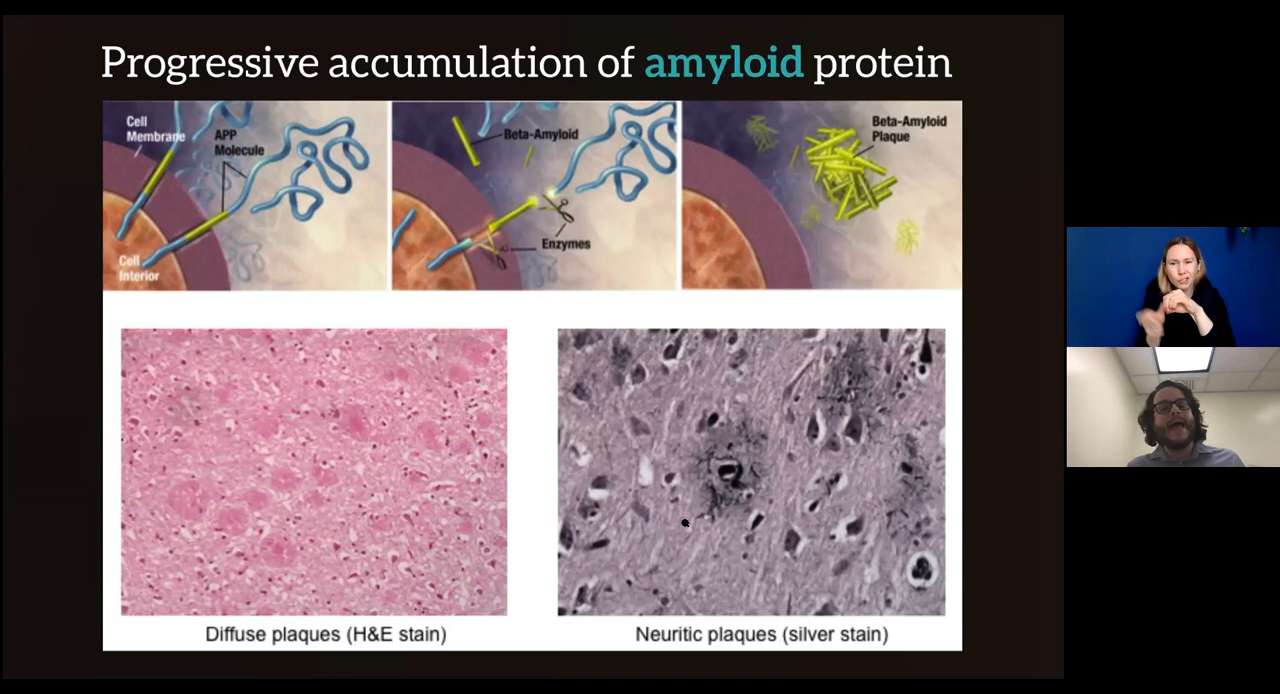 Progressive accumulation of amyloid protein
Cell
Membrane
APP
Molecule
Cell
Interior
Beta-Amyloid
Enzymes
Beta-Amyloid
Plaque
Diffuse plaques (H&E stain)
Neuritic plaques (silver stain)